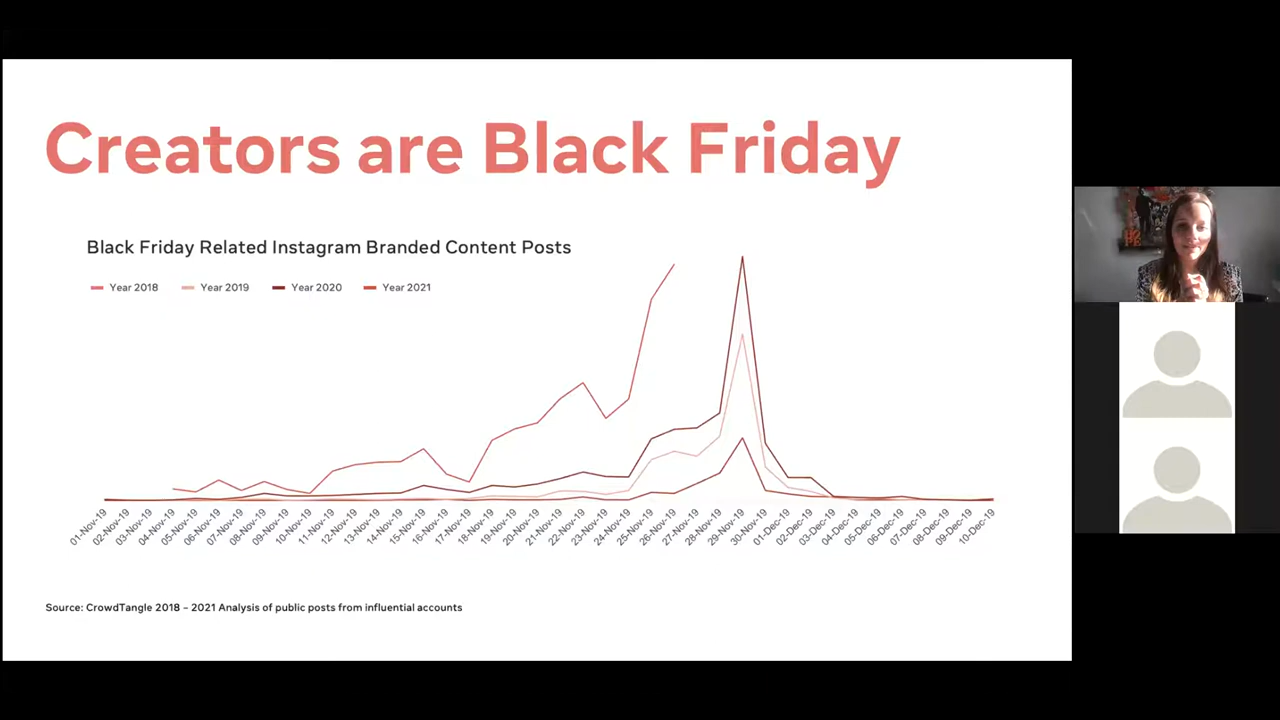 Creators are Black Friday
Black Friday Related Instagram Branded Content Posts
Year 2018 Year 2019 Year 2020 Year 2021
01-Nov-19 02-Nov-19 03-Nov-19 04-Nov-19 05-Nov-19 06-Nov-19 07-Nov-19 08-Nov-19 09-Nov-19 10-Nov-19 11-Nov-19 12-Nov-19 13-Nov-19 14-Nov-19 15-Nov-19 16-Nov-19 17-Nov-19 18-Nov-19 19-Nov-19 20-Nov-19 21-Nov-19 22-Nov-19 23-Nov-19 24-Nov-19 25-Nov-19 26-Nov-19 27-Nov-19 28-Nov-19 29-Nov-19 30-Nov-19 01-Dec-19 02-Dec-19 03-Dec-19 04-Dec-19 05-Dec-19 06-Dec-19 07-Dec-19 08-Dec-19 09-Dec-19 10-Dec-19
Source: CrowdTangle 2018 – 2021 Analysis of public posts from influential accounts